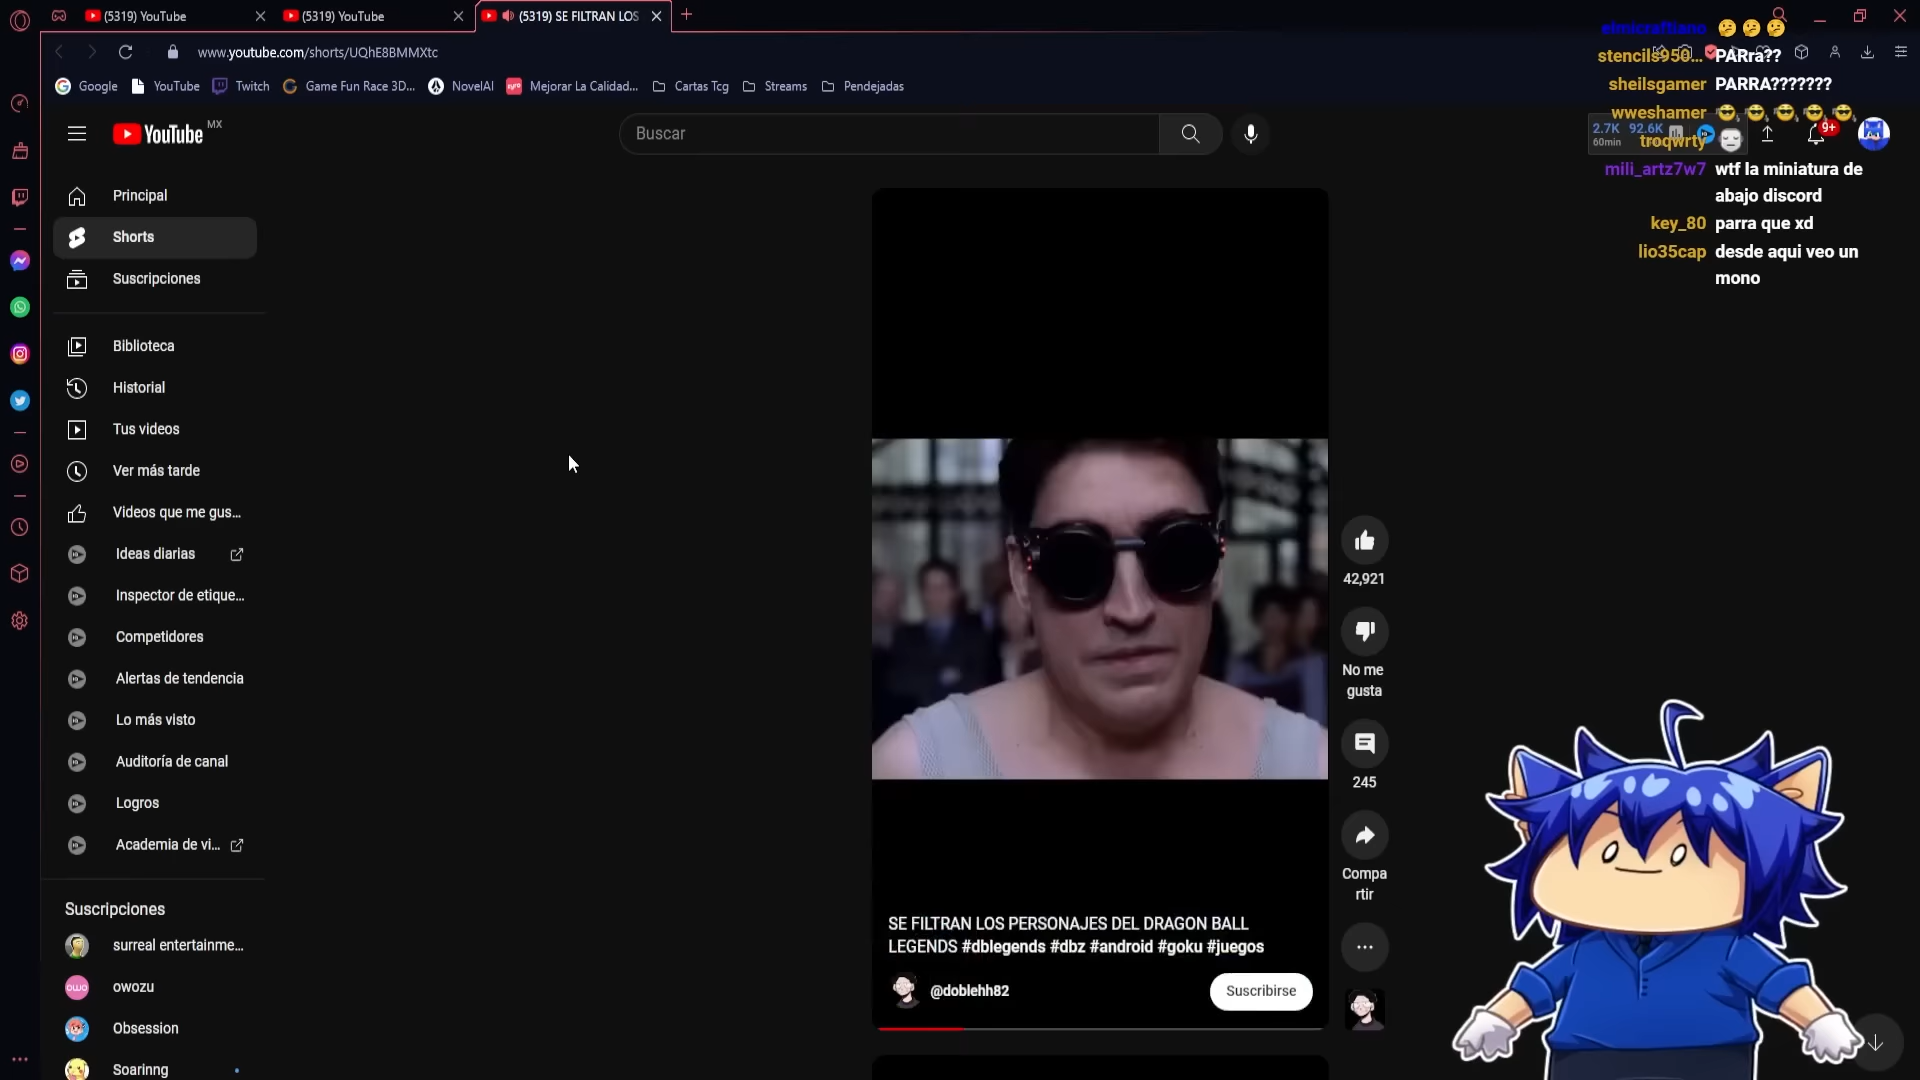 (5319) YouTube
(5319) YouTube
(5319) SE FILTRAN LOS
www.youtube.com/shorts/UQhE8BMMXtc
Google
YouTube
Twitch
Game Fun Race 3D...
NovelAI
Mejorar La Calidad...
Cartas Tcg
Streams
Pendejadas
YouTube MX
Buscar
2.7K 92.6K
60min
9+
elmicraftiano
stencils950... PARra??
sheilsgamer PARRA???????
wweshamer
troqwrty
mili_artz7w7 wtf la miniatura de
abajo discord
key_80 parra que xd
lio35cap desde aqui veo un
mono
Principal
Shorts
Suscripciones
Biblioteca
Historial
Tus videos
Ver más tarde
Videos que me gus...
Ideas diarias
Inspector de etique...
Competidores
Alertas de tendencia
Lo más visto
Auditoría de canal
Logros
Academia de vi...
Suscripciones
surreal entertainme...
owozu
Obsession
Soarinng
42,921
No me
gusta
245
Compa
rtir
SE FILTRAN LOS PERSONAJES DEL DRAGON BALL
LEGENDS #dblegends #dbz #android #goku #juegos
@doblehh82
Suscribirse